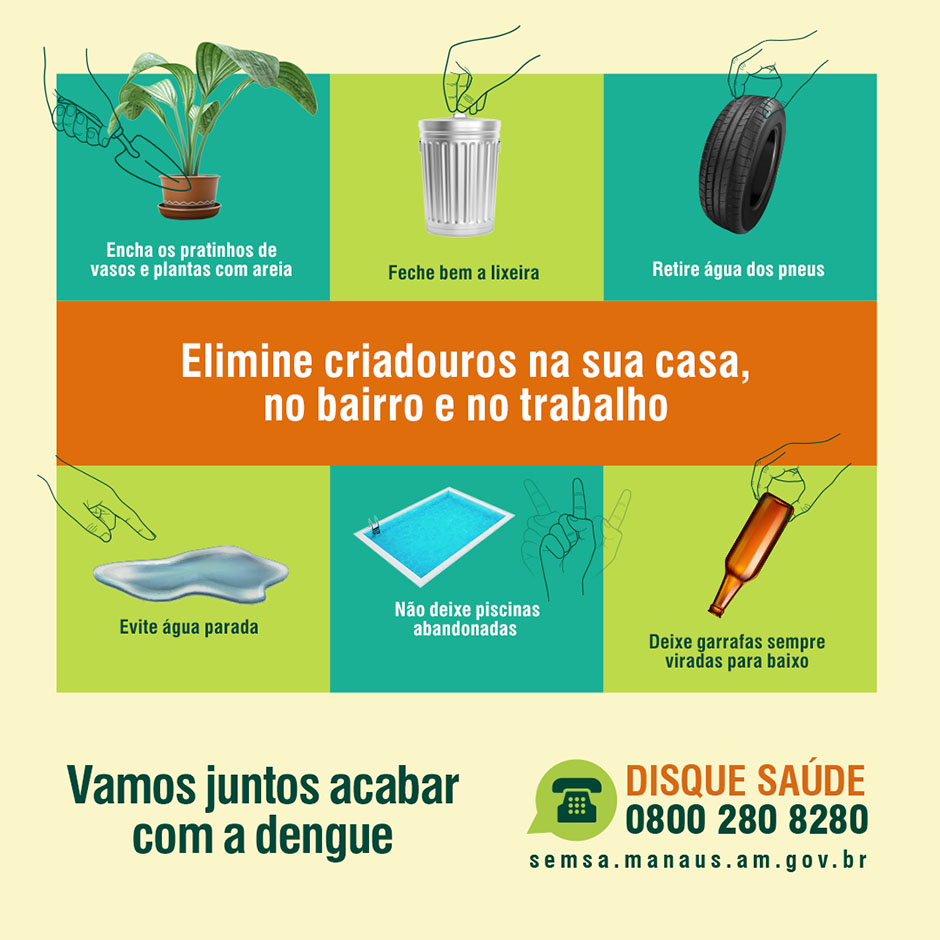 Encha os pratinhos de
vasos e plantas com areia
Feche bem a lixeira
Retire água dos pneus
Elimine criadouros na sua casa,
no bairro e no trabalho
Evite água parada
Não deixe piscinas
abandonadas
Deixe garrafas sempre
viradas para baixo
Vamos juntos acabar
com a dengue
DISQUE SAÚDE
0800 280 8280
semsa.manaus.am.gov.br